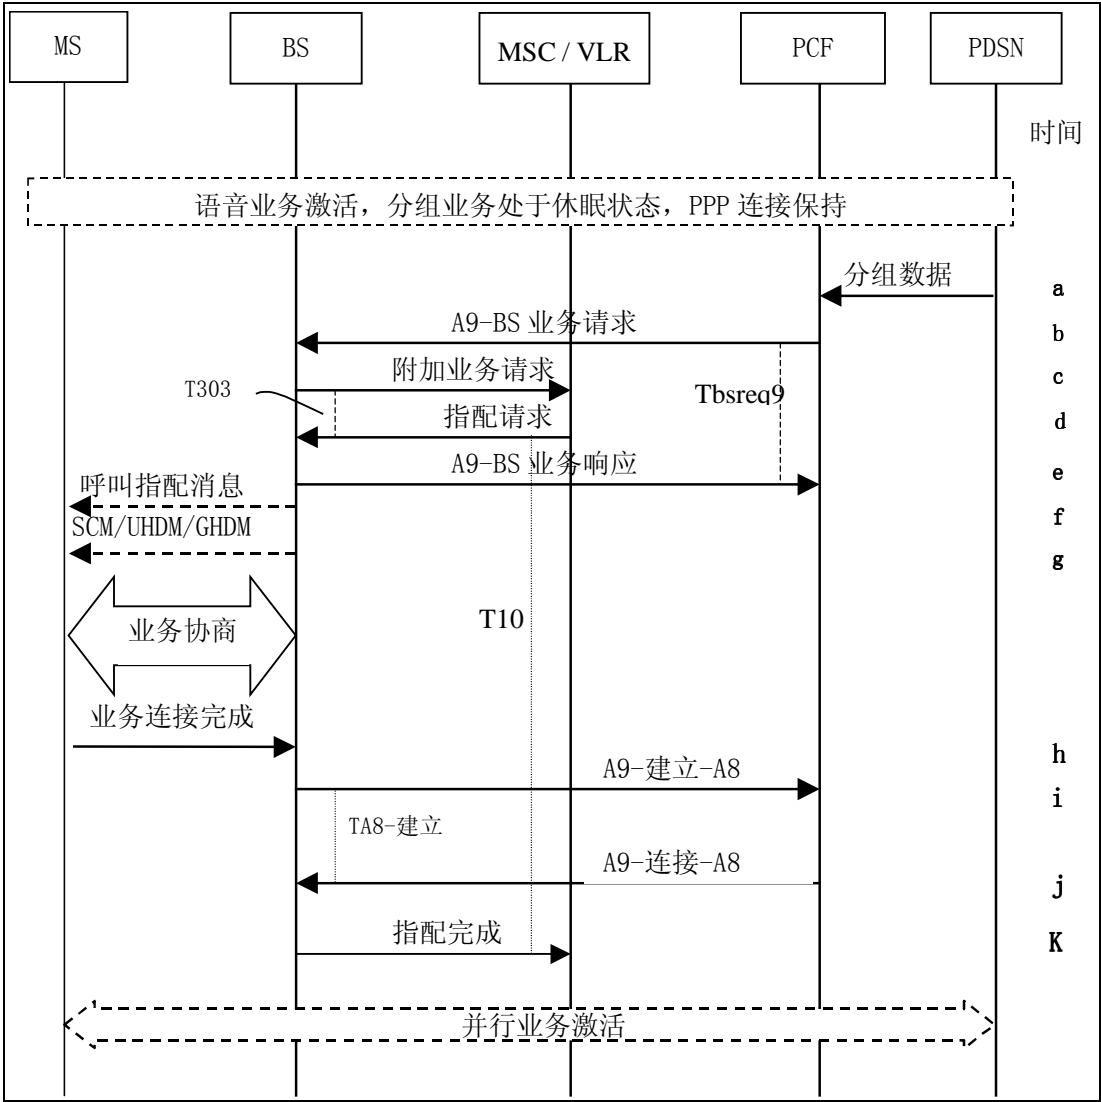 MS BS MSC / VLR PCF PDSN
时间
语音业务激活，分组业务处于休眠状态，PPP 连接保持
分组数据 a
A9-BS 业务请求 b
附加业务请求 c
T303 Tbsreq9
指配请求 d
A9-BS 业务响应 e
呼叫指配消息 f
SCM/UHDM/GHDM g
T10
业务协商
业务连接完成 h
A9-建立-A8 i
TA8-建立
A9-连接-A8 j
指配完成 K
并行业务激活